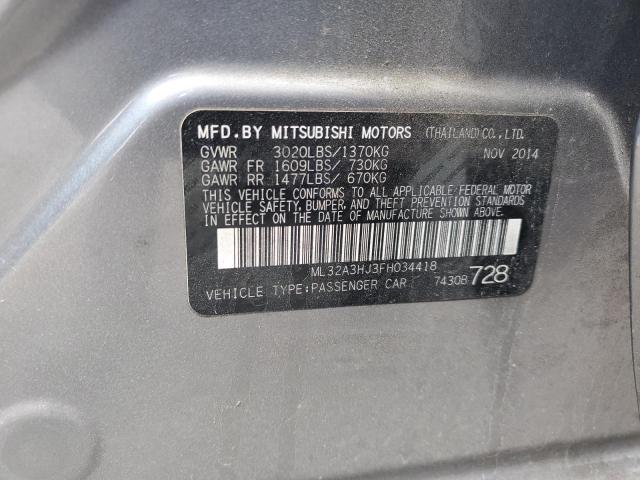 MFD.BY MITSUBISHI MOTORS (THAILAND) CO.,LTD.
GVWR 3020LBS/1370KG NOV 2014
GAWR FR 1609LBS/ 730KG
GAWR RR 1477LBS/ 670KG
THIS VEHICLE CONFORMS TO ALL APPLICABLE FEDERAL MOTOR
VEHICLE SAFETY, BUMPER, AND THEFT PREVENTION STANDARDS
IN EFFECT ON THE DATE OF MANUFACTURE SHOWN ABOVE.
ML32A3HJ3FH034418
VEHICLE TYPE:PASSENGER CAR 7430B 728